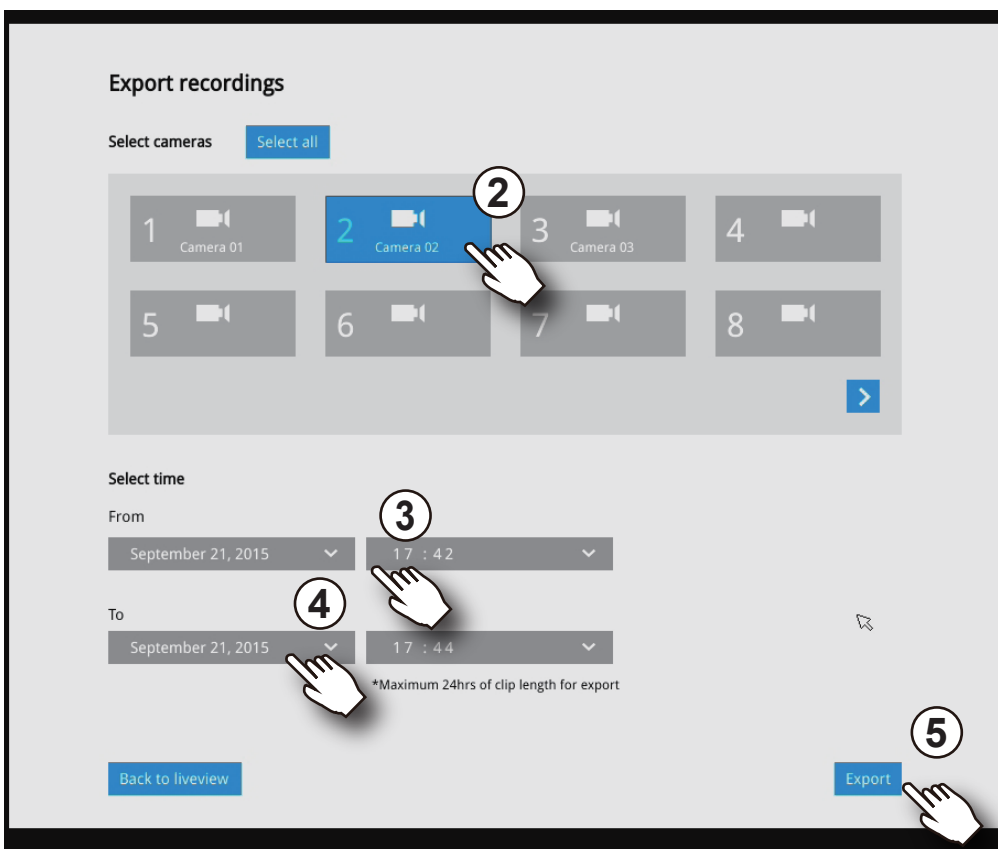 Export recordings
Select cameras Select all
2
1 2 3 4
Camera 01 Camera 02 Camera 03
5 6 7 8
Select time
From
3
September 21, 2015 17 : 42
4
To
September 21, 2015 17 : 44
*Maximum 24hrs of clip length for export
5
Back to liveview Export